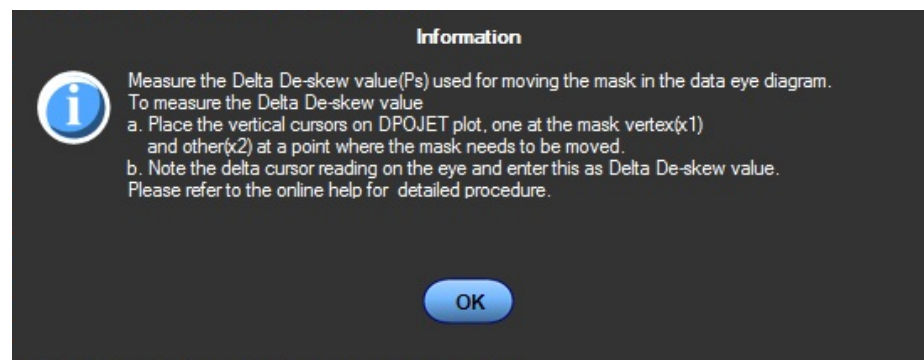 Information
Measure the Delta De-skew value(Ps) used for moving the mask in the data eye diagram.
To measure the Delta De-skew value
a. Place the vertical cursors on DPOJET plot, one at the mask vertex(x1)
and other(x2) at a point where the mask needs to be moved.
b. Note the delta cursor reading on the eye and enter this as Delta De-skew value.
Please refer to the online help for detailed procedure.
OK